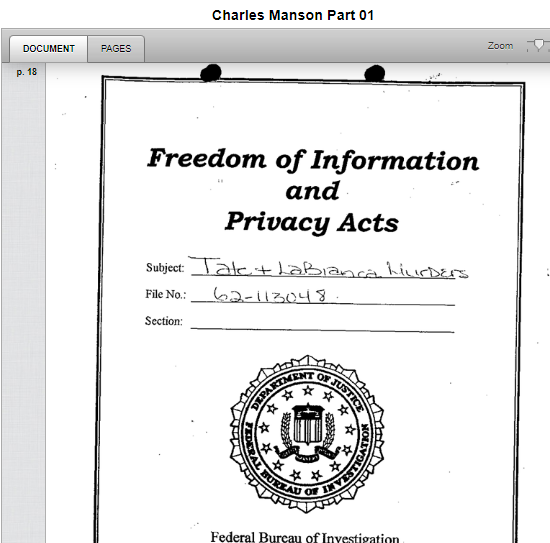 Charles Manson Part 01
DOCUMENT PAGES Zoom
p. 18
Freedom of Information
and
Privacy Acts
Subject: Tate + LaBianca Murders
File No.: 62-113048
Section:
DEPARTMENT OF JUSTICE
FEDERAL BUREAU OF INVESTIGATION
Federal Bureau of Investigation